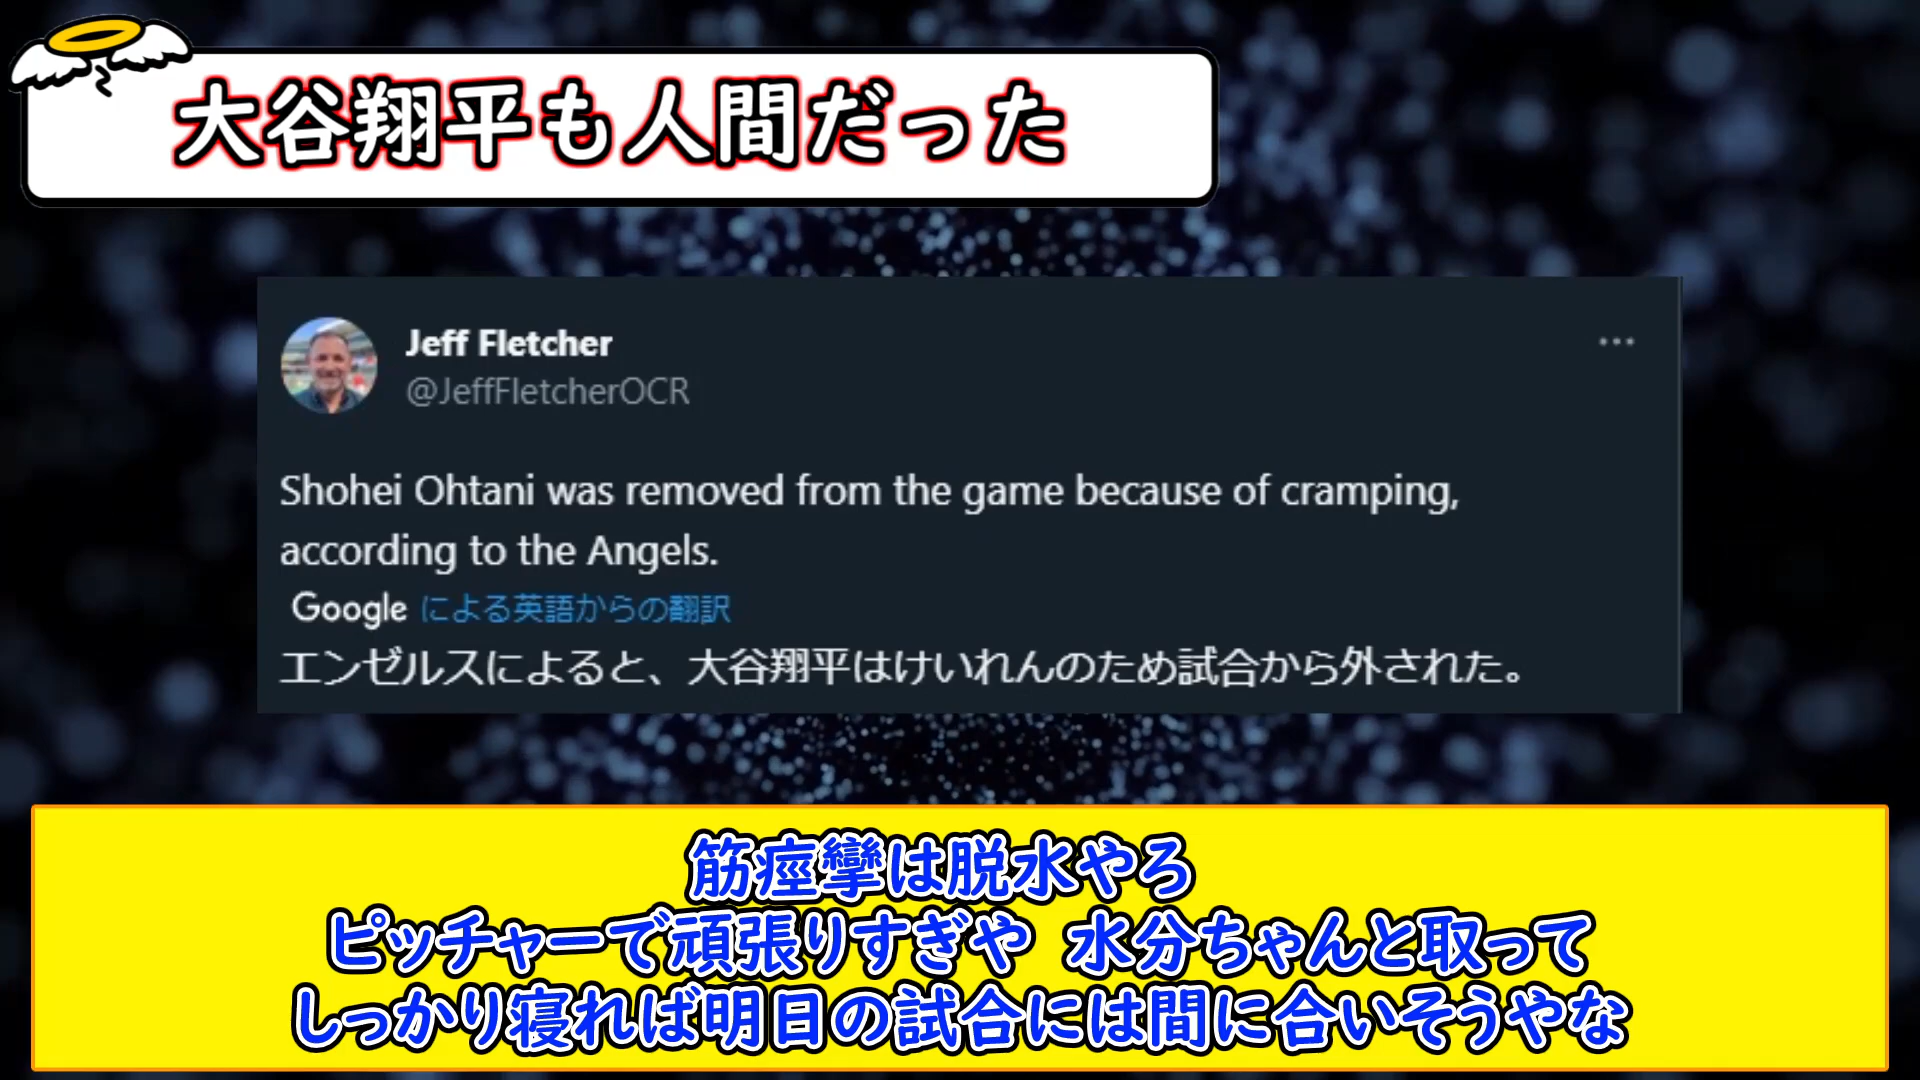 大谷翔平も人間だった
Jeff Fletcher
@JeffFletcherOCR
Shohei Ohtani was removed from the game because of cramping,
according to the Angels.
Google による英語からの翻訳
エンゼルスによると、大谷翔平はけいれんのため試合から外された。
筋痙攣は脱水やろ
ピッチャーで頑張りすぎや 水分ちゃんと取って
しっかり寝れば明日の試合には間に合いそうやな